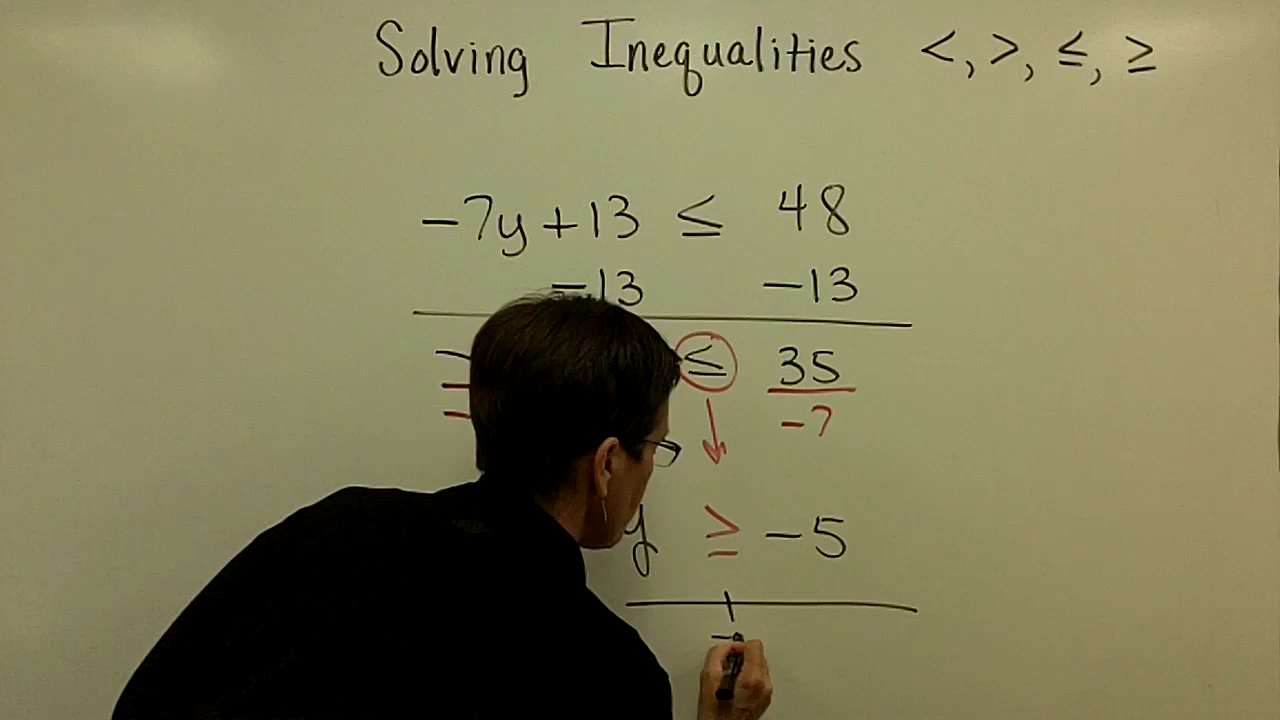 Solving Inequalities <, >, ≤, ≥
-7y + 13 ≤ 48
-13 -13
≤ 35
-7
y ≥ -5